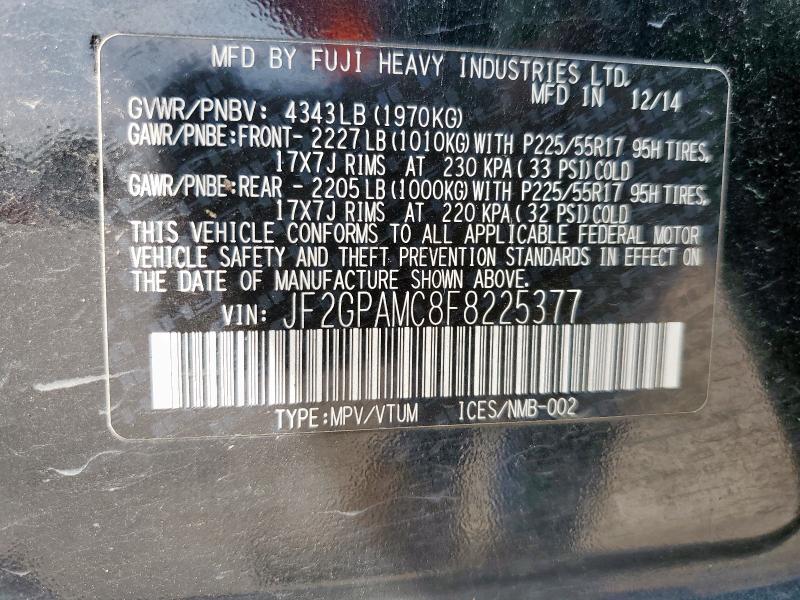 MFD BY FUJI HEAVY INDUSTRIES LTD.
MFD IN 12/14
GVWR/PNBV: 4343LB (1970KG)
GAWR/PNBE:FRONT- 2227LB(1010KG)WITH P225/55R17 95H TIRES,
17X7J RIMS AT 230 KPA(33 PSI)COLD
GAWR/PNBE:REAR - 2205LB(1000KG)WITH P225/55R17 95H TIRES,
17X7J RIMS AT 220 KPA(32 PSI)COLD
THIS VEHICLE CONFORMS TO ALL APPLICABLE FEDERAL MOTOR
VEHICLE SAFETY AND THEFT PREVENTION STANDARDS IN EFFECT ON
THE DATE OF MANUFACTURE SHOWN ABOVE.
VIN: JF2GPAMC8F8225377
TYPE:MPV/VTUM ICES/NMB-002